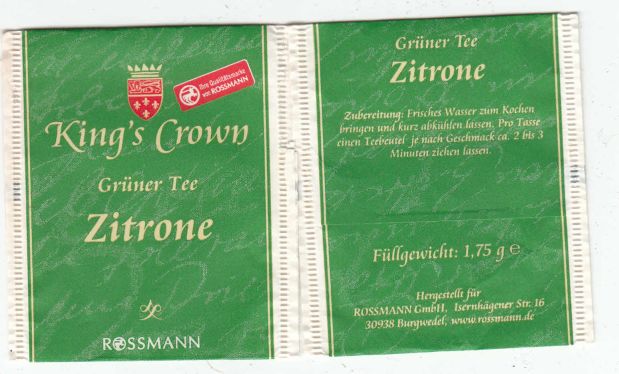 Ihre Qualitätsmarke
von ROSSMANN
King's Crown
Grüner Tee
Zitrone
ROSSMANN
Grüner Tee
Zitrone
Zubereitung: Frisches Wasser zum Kochen
bringen und kurz abkühlen lassen. Pro Tasse
einen Teebeutel je nach Geschmack ca. 2 bis 3
Minuten ziehen lassen.
Füllgewicht: 1,75 g ℮
Hergestellt für
ROSSMANN GmbH, Isernhägener Str. 16
30938 Burgwedel, www.rossmann.de